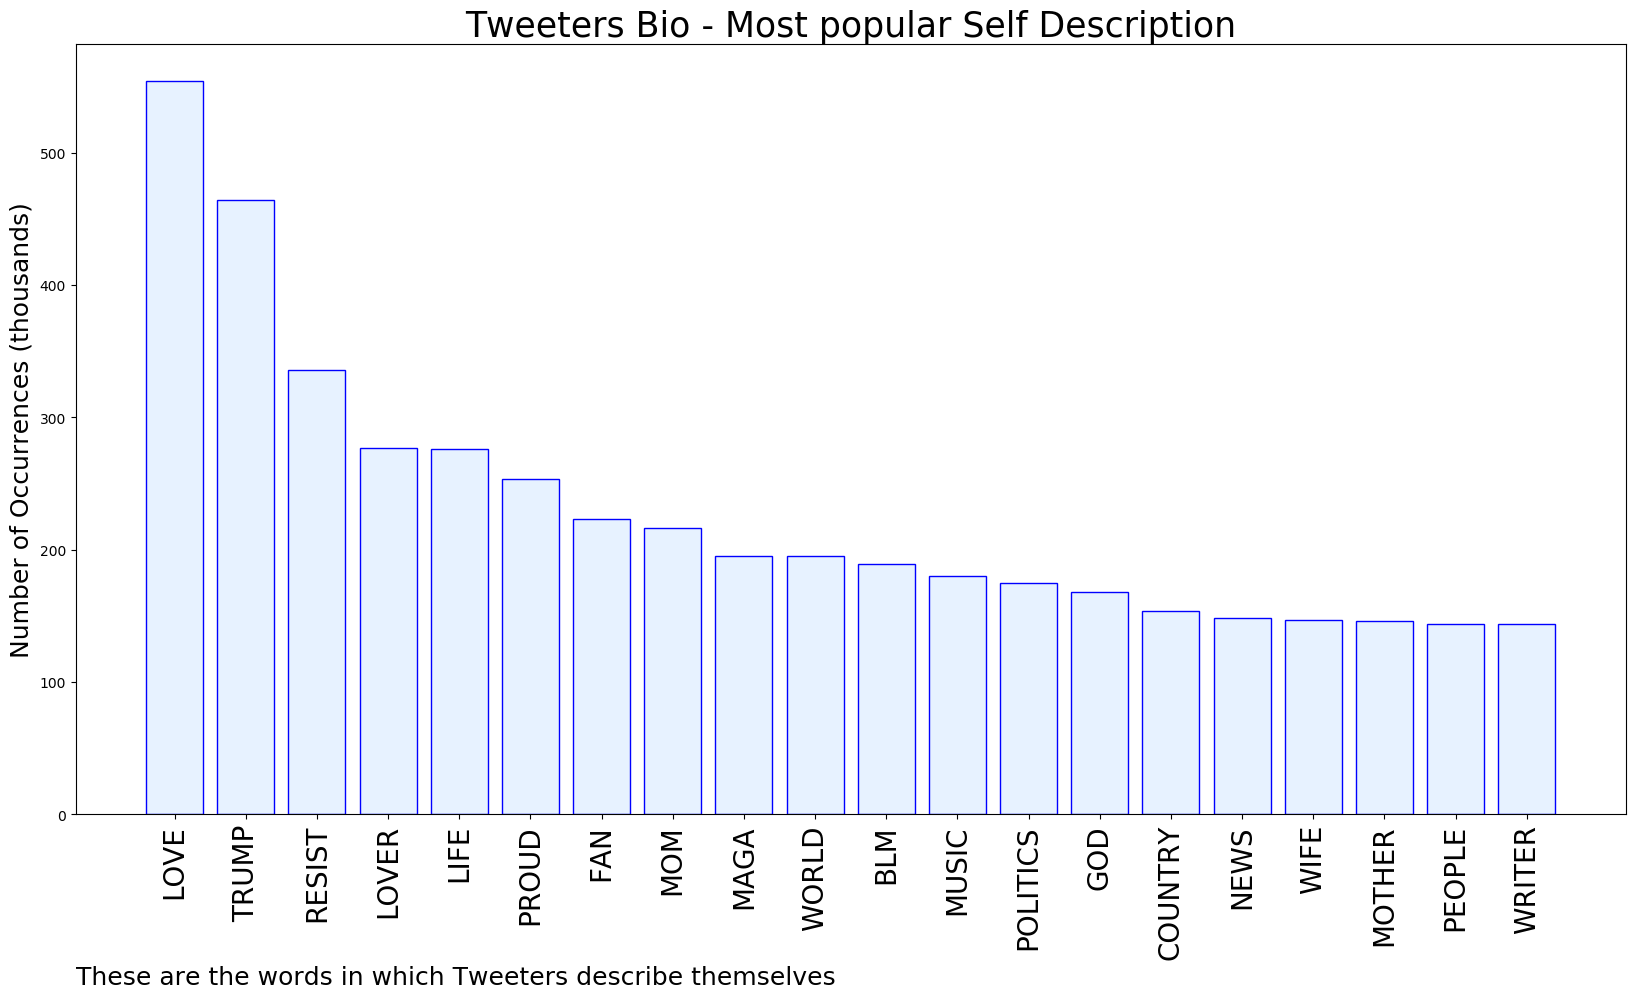 Tweeters Bio - Most popular Self Description
Number of Occurrences (thousands)
500
400
300
200
100
0
LOVE
TRUMP
RESIST
LOVER
LIFE
PROUD
FAN
MOM
MAGA
WORLD
BLM
MUSIC
POLITICS
GOD
COUNTRY
NEWS
WIFE
MOTHER
PEOPLE
WRITER
These are the words in which Tweeters describe themselves